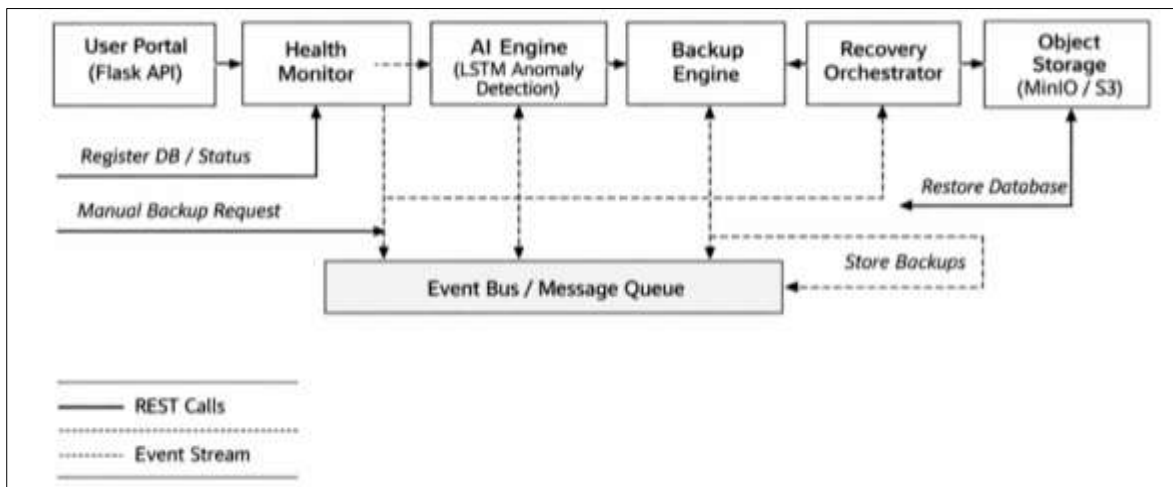 User Portal
(Flask API)
Health
Monitor
AI Engine
(LSTM Anomaly
Detection)
Backup
Engine
Recovery
Orchestrator
Object
Storage
(MinIO / S3)
Register DB / Status
Manual Backup Request
Restore Database
Store Backups
Event Bus / Message Queue
REST Calls
Event Stream